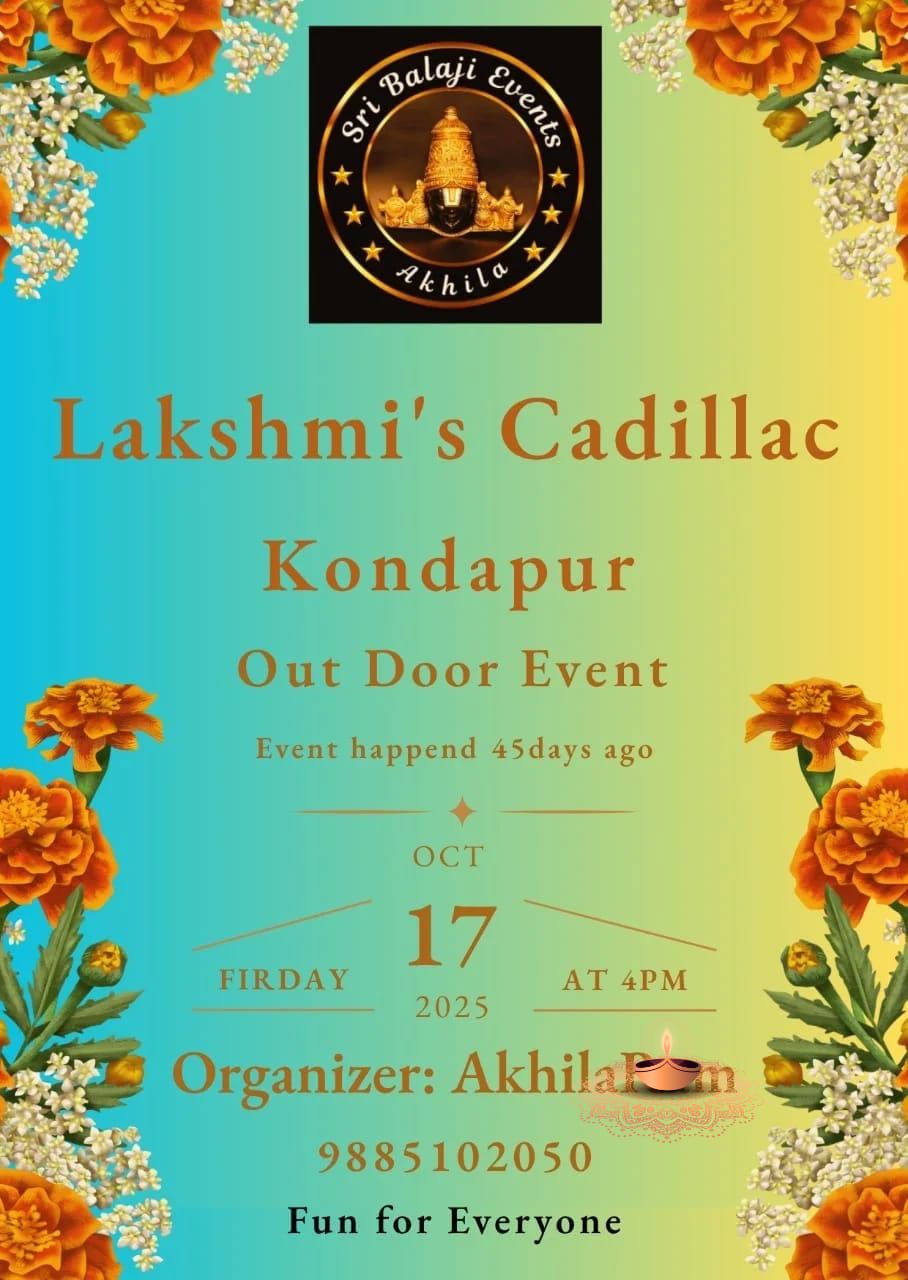 Sri Balaji Events
Akhila
Lakshmi's Cadillac
Kondapur
Out Door Event
Event happend 45days ago
OCT
17
FIRDAY
AT 4PM
2025
Organizer:
9885102050
Fun for Everyone